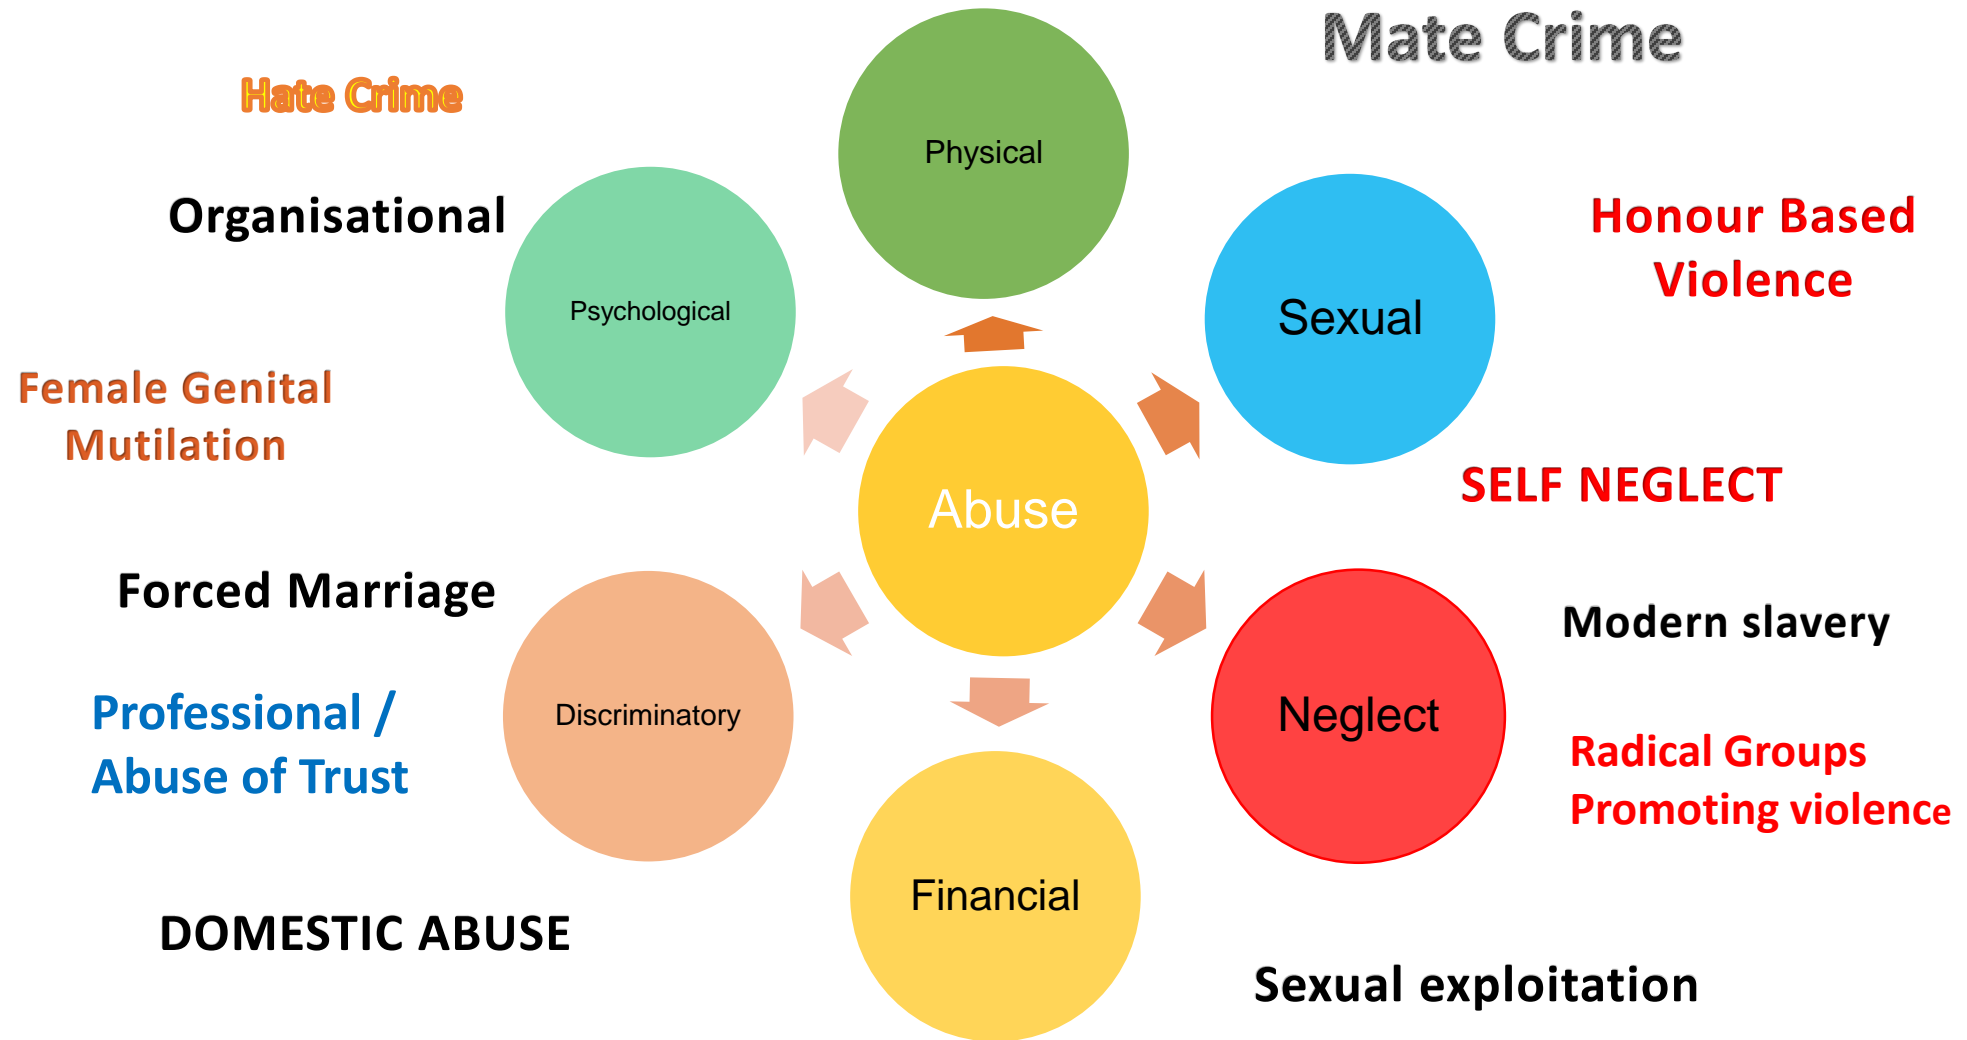 Mate Crime
Hate Crime
Physical
Organisational
Honour Based
Violence
Psychological
Sexual
Female Genital
Mutilation
SELF NEGLECT
Abuse
Forced Marriage
Modern slavery
Professional /
Abuse of Trust
Discriminatory
Neglect
Radical Groups
Promoting violence
Financial
DOMESTIC ABUSE
Sexual exploitation